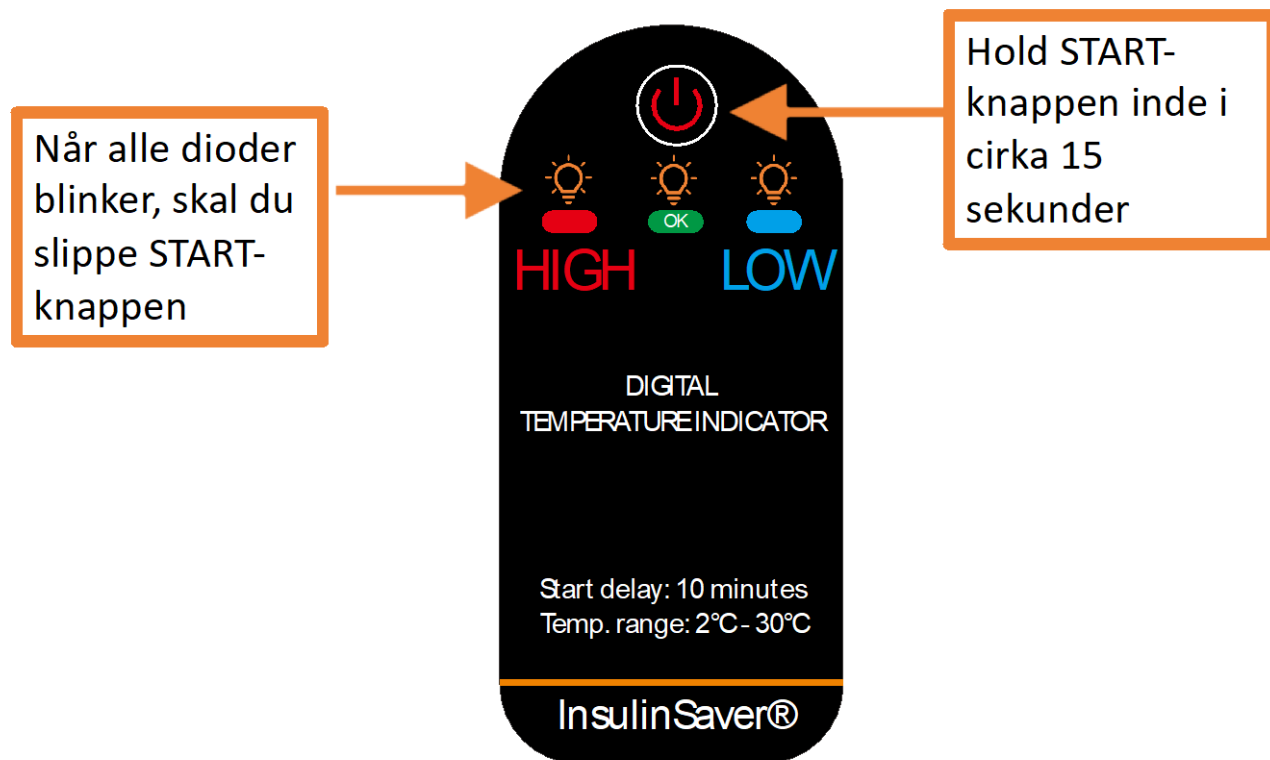 Når alle dioder
blinker, skal du
slippe START-
knappen
Hold START-
knappen inde i
cirka 15
sekunder
OK
HIGH LOW
DIGITAL
TEMPERATURE INDICATOR
Start delay: 10 minutes
Temp. range: 2°C - 30°C
InsulinSaver®